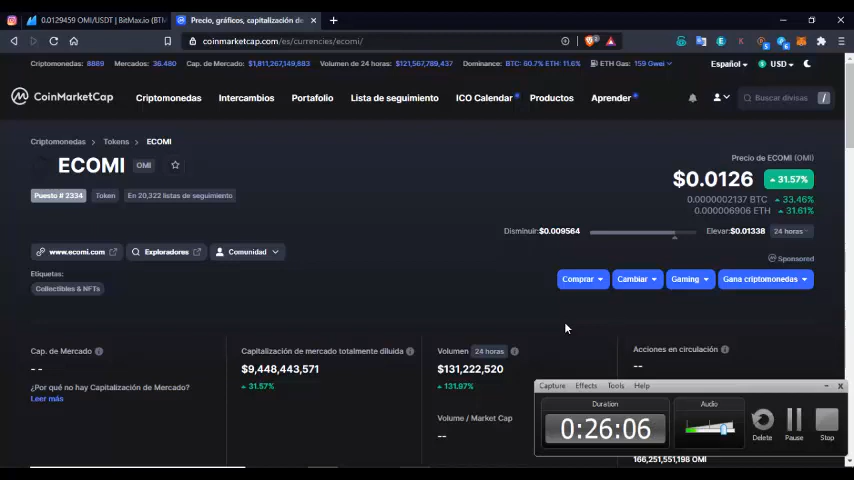 0.0129459 OMI/USDT | BitMax.io (BTM
Precio, gráficos, capitalización de
coinmarketcap.com/es/currencies/ecomi/
Criptomonedas: 8889 Mercados: 36.480 Cap. de Mercado: $1,811,267,149,883 Volumen de 24 horas: $121,567,789,437 Dominance: BTC: 60.7% ETH: 11.6% ETH Gas: 159 Gwei Español USD
CoinMarketCap Criptomonedas Intercambios Portafolio Lista de seguimiento ICO Calendar Productos Aprender Buscar divisas /
Criptomonedas Tokens ECOMI
ECOMI OMI
Precio de ECOMI (OMI)
$0.0126 31.57%
Puesto # 2334 Token En 20,322 listas de seguimiento
0.0000002137 BTC 33.46%
0.000006906 ETH 31.61%
Disminuir:$0.009564 Elevar:$0.01338 24 horas
www.ecomi.com Exploradores Comunidad
Sponsored
Etiquetas:
Comprar Cambiar Gaming Gana criptomonedas
Collectibles & NFTs
Cap. de Mercado Capitalización de mercado totalmente diluida Volumen 24 horas Acciones en circulación
-- $9,448,443,571 $131,222,520 --
31.57% 131.97%
¿Por qué no hay Capitalización de Mercado?
Leer más
Volume / Market Cap
--
Capture Effects Tools Help
Duration Audio
0:26:06
Delete Pause Stop
166,251,551,198 OMI